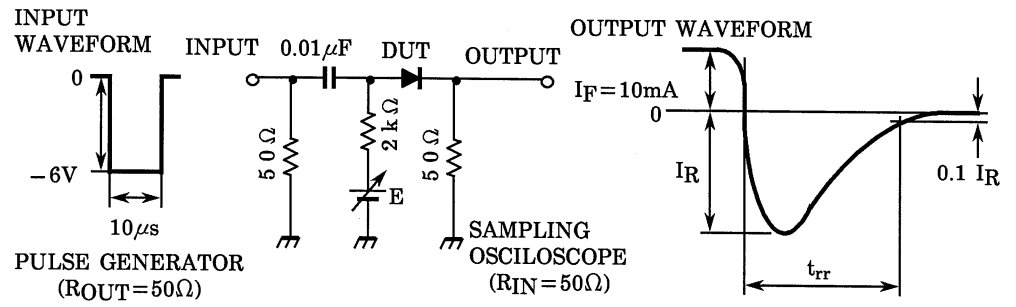 INPUT
WAVEFORM
0
−6V
10μs
PULSE GENERATOR
(ROUT=50Ω)
INPUT
0.01μF
DUT
OUTPUT
50Ω
2kΩ
E
50Ω
SAMPLING
OSCILOSCOPE
(RIN=50Ω)
OUTPUT WAVEFORM
IF=10mA
0
IR
0.1 IR
trr